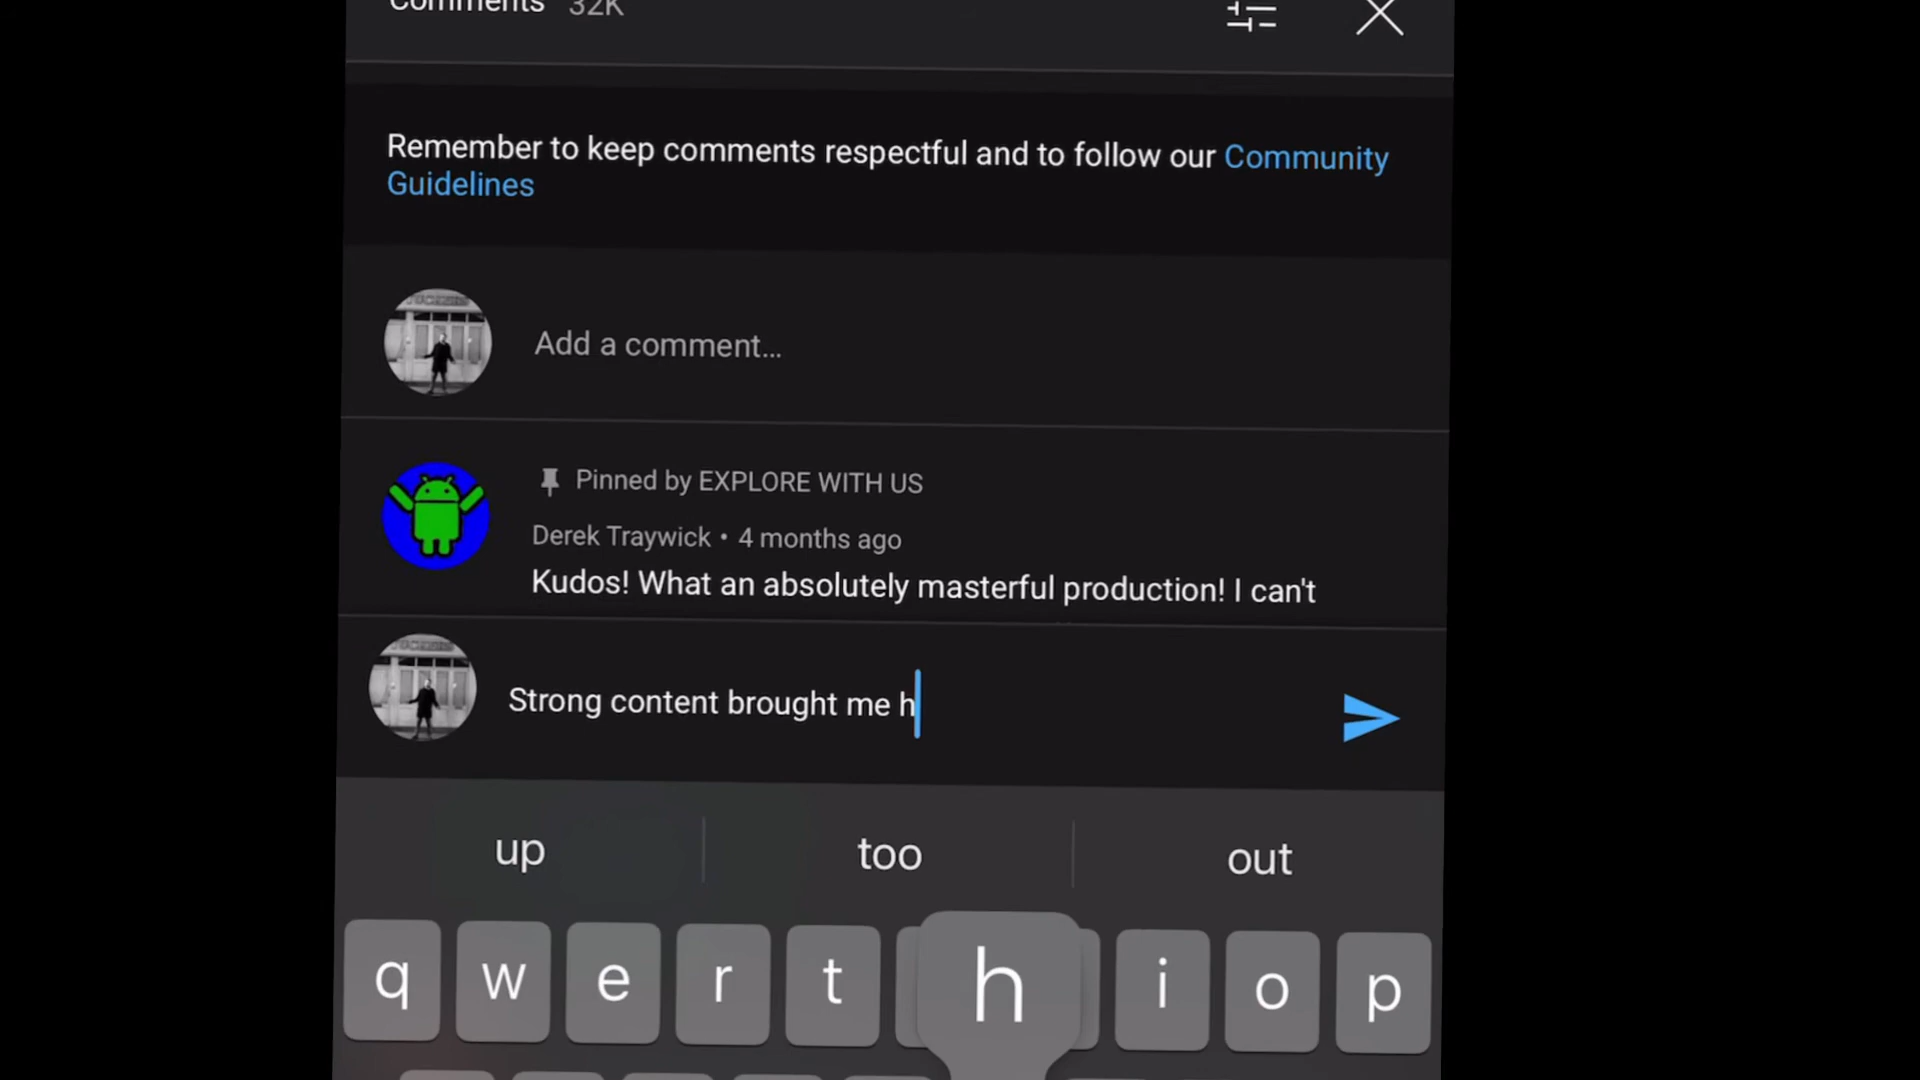 Comments 32K
Remember to keep comments respectful and to follow our Community
Guidelines
Add a comment...
Pinned by EXPLORE WITH US
Derek Traywick • 4 months ago
Kudos! What an absolutely masterful production! I can't
Strong content brought me h
up too out
q w e r t h i o p